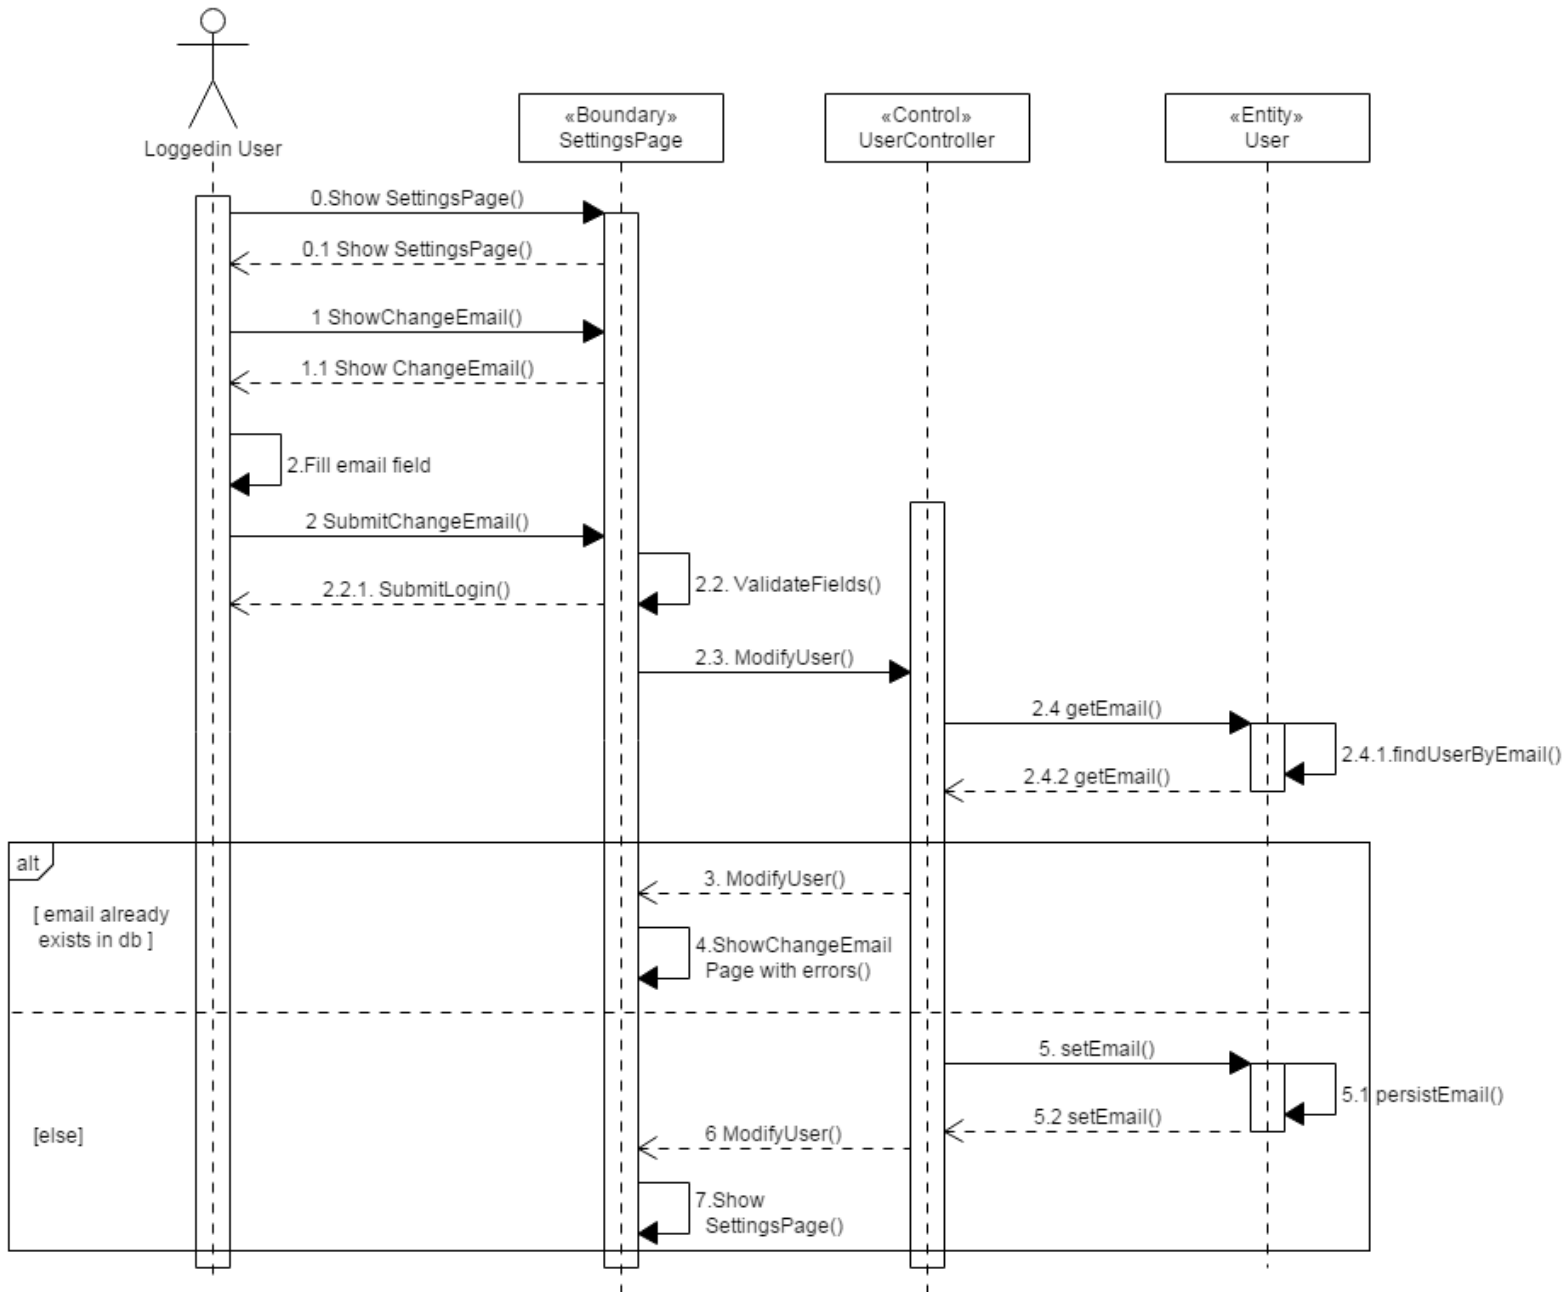 Loggedin User
«Boundary»
SettingsPage
«Control»
UserController
«Entity»
User
0.Show SettingsPage()
0.1 Show SettingsPage()
1 ShowChangeEmail()
1.1 Show ChangeEmail()
2.Fill email field
2 SubmitChangeEmail()
2.2. ValidateFields()
2.2.1. SubmitLogin()
2.3. ModifyUser()
2.4 getEmail()
2.4.1.findUserByEmail()
2.4.2 getEmail()
alt
3. ModifyUser()
[ email already
exists in db ]
4.ShowChangeEmail
Page with errors()
5. setEmail()
5.1 persistEmail()
5.2 setEmail()
[else]
6 ModifyUser()
7.Show
SettingsPage()